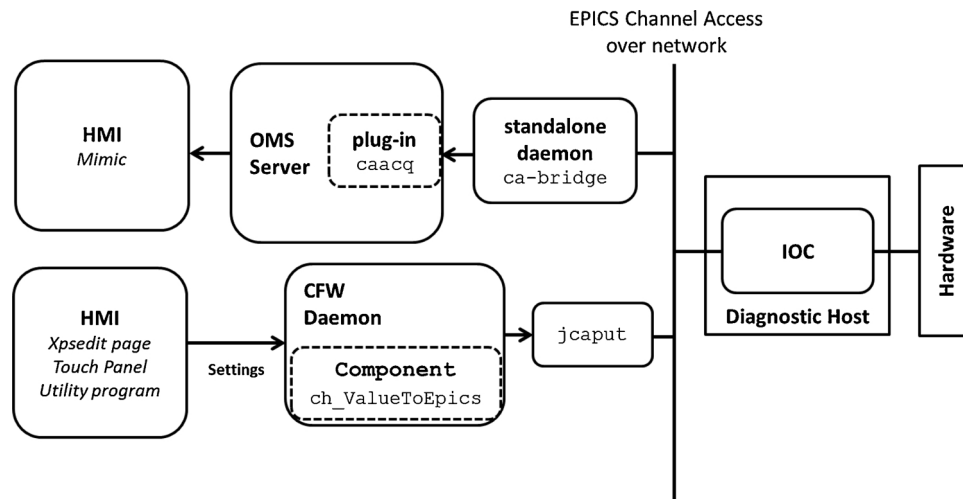 EPICS Channel Access
over network
HMI
Mimic
OMS
Server
plug-in
caacq
standalone
daemon
ca-bridge
IOC
Diagnostic Host
Hardware
HMI
Xpsedit page
Touch Panel
Utility program
Settings
CFW
Daemon
Component
ch_ValueToEpics
jcaput